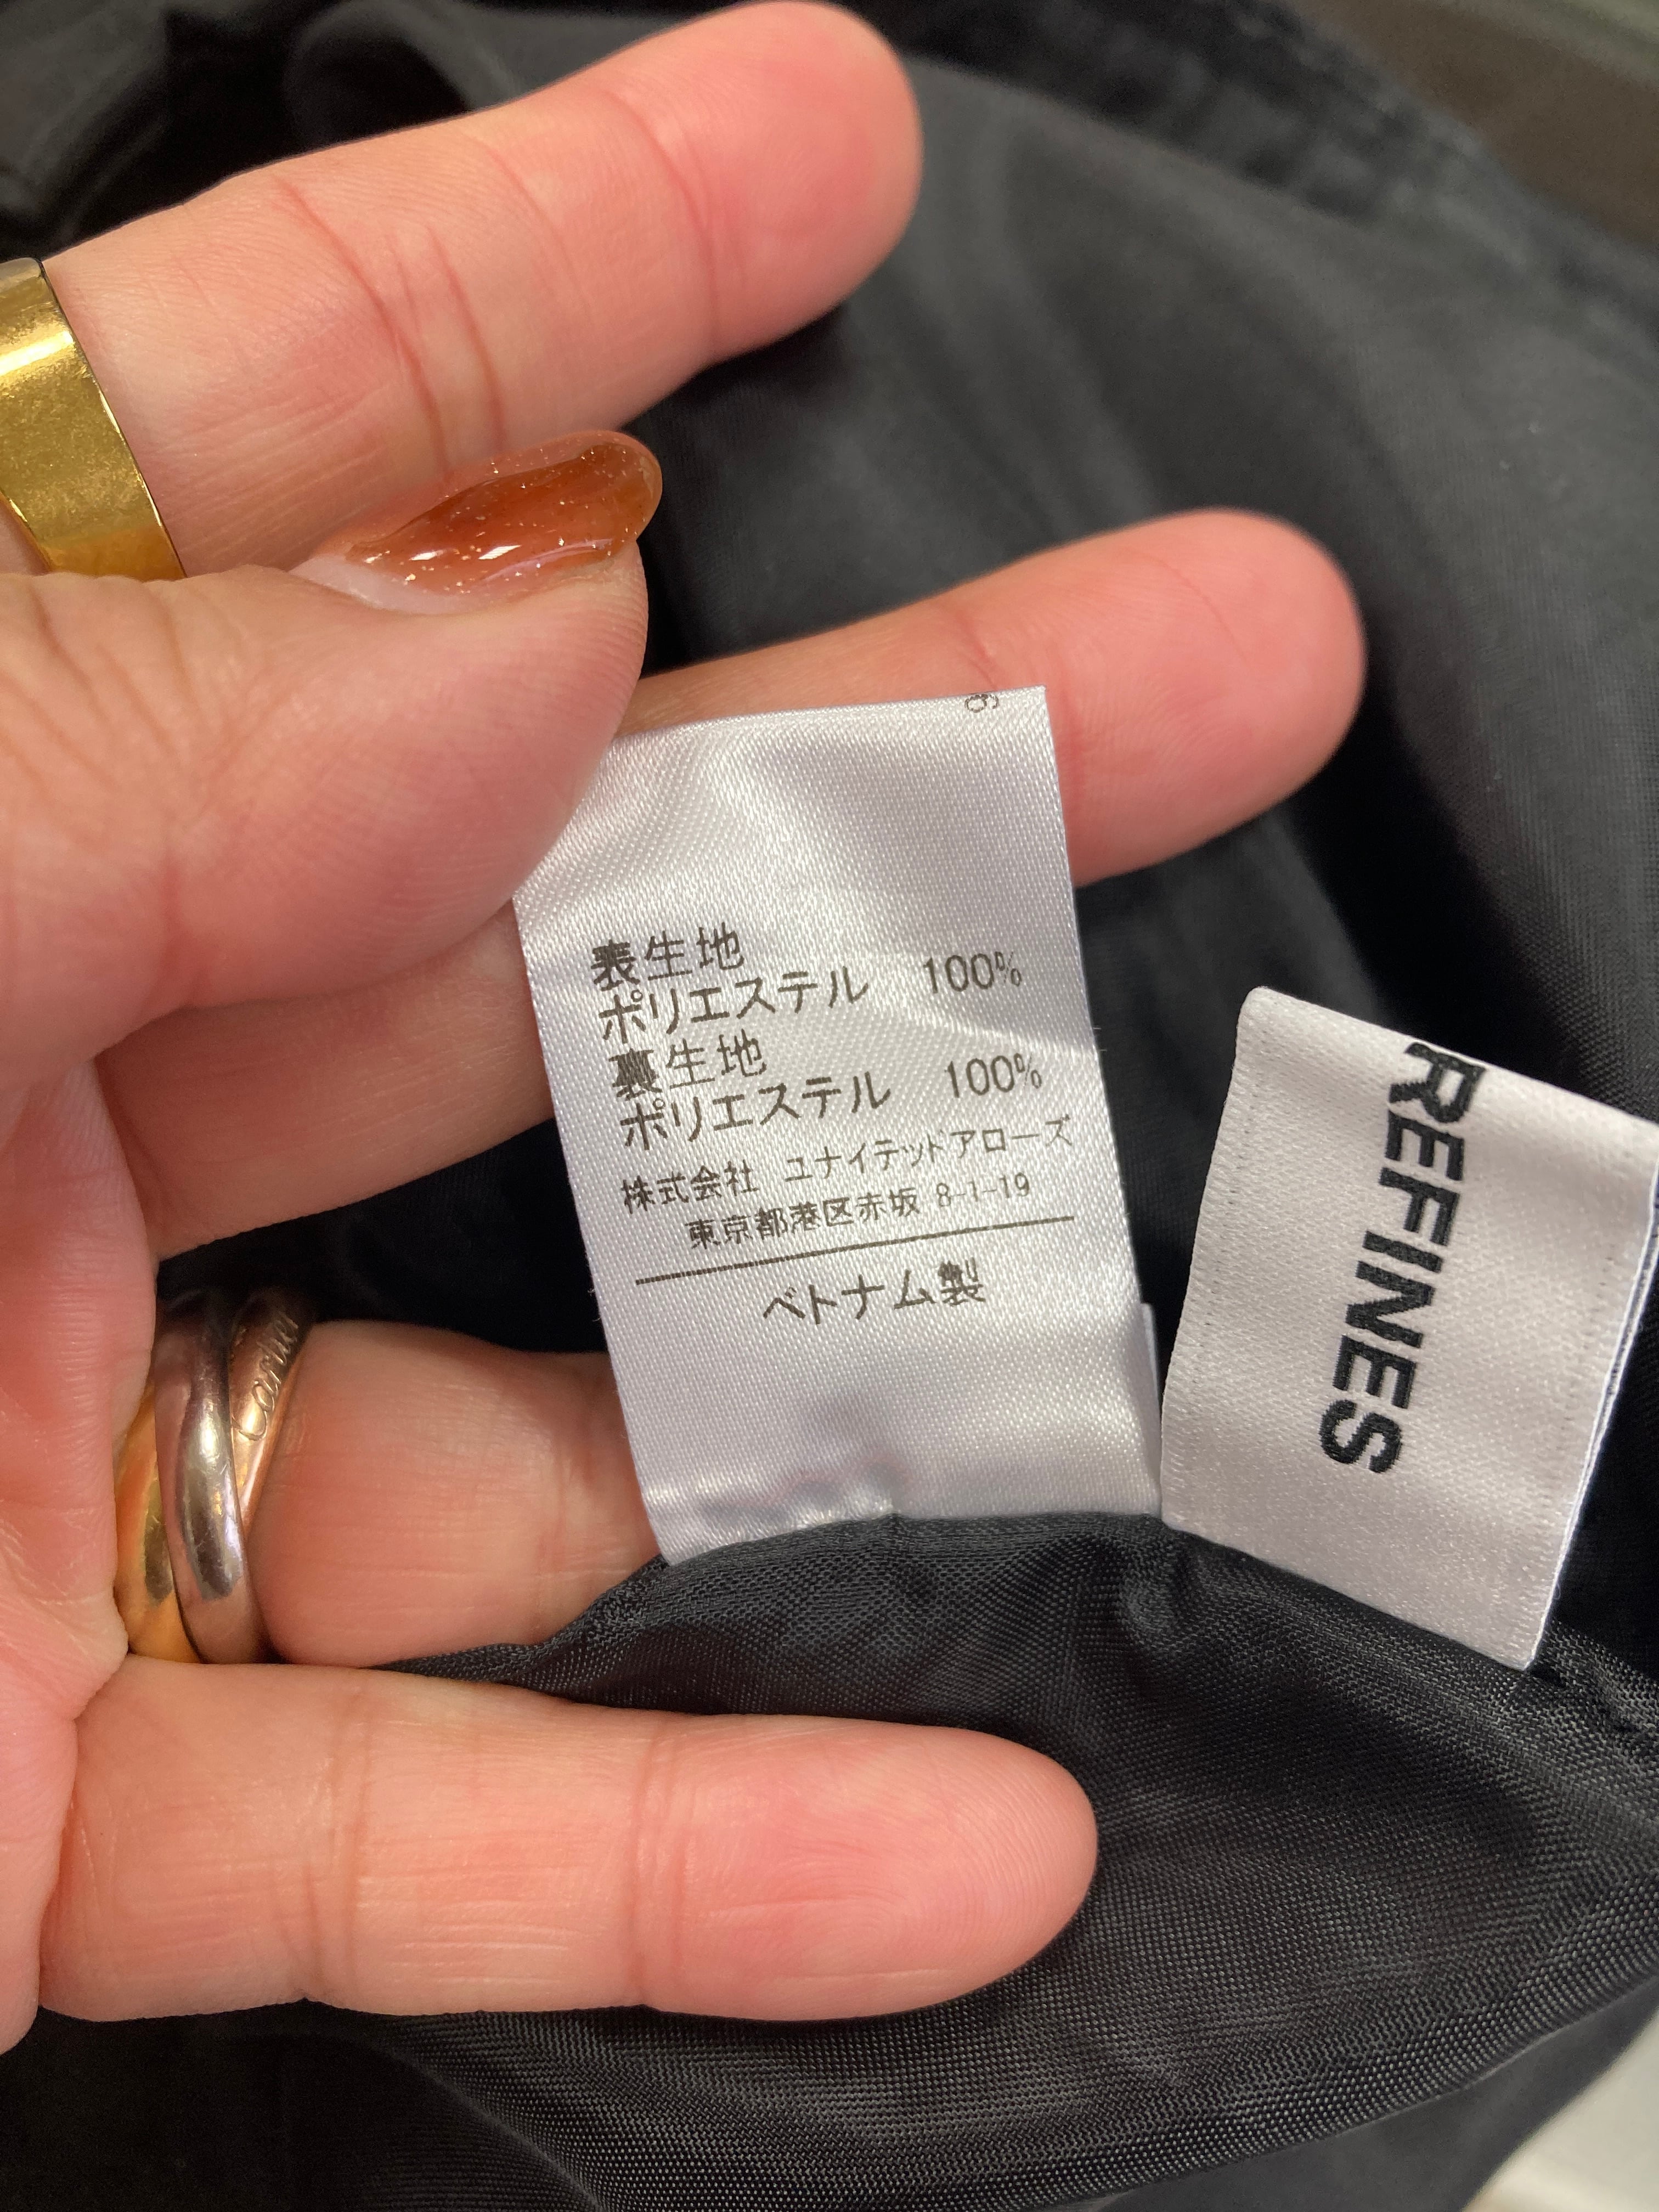 表生地
ポリエステル 100%
裏生地
ポリエステル 100%
株式会社 ユナイテッドアローズ
東京都港区赤坂 8-1-19
ベトナム製
REFINES
Cartier